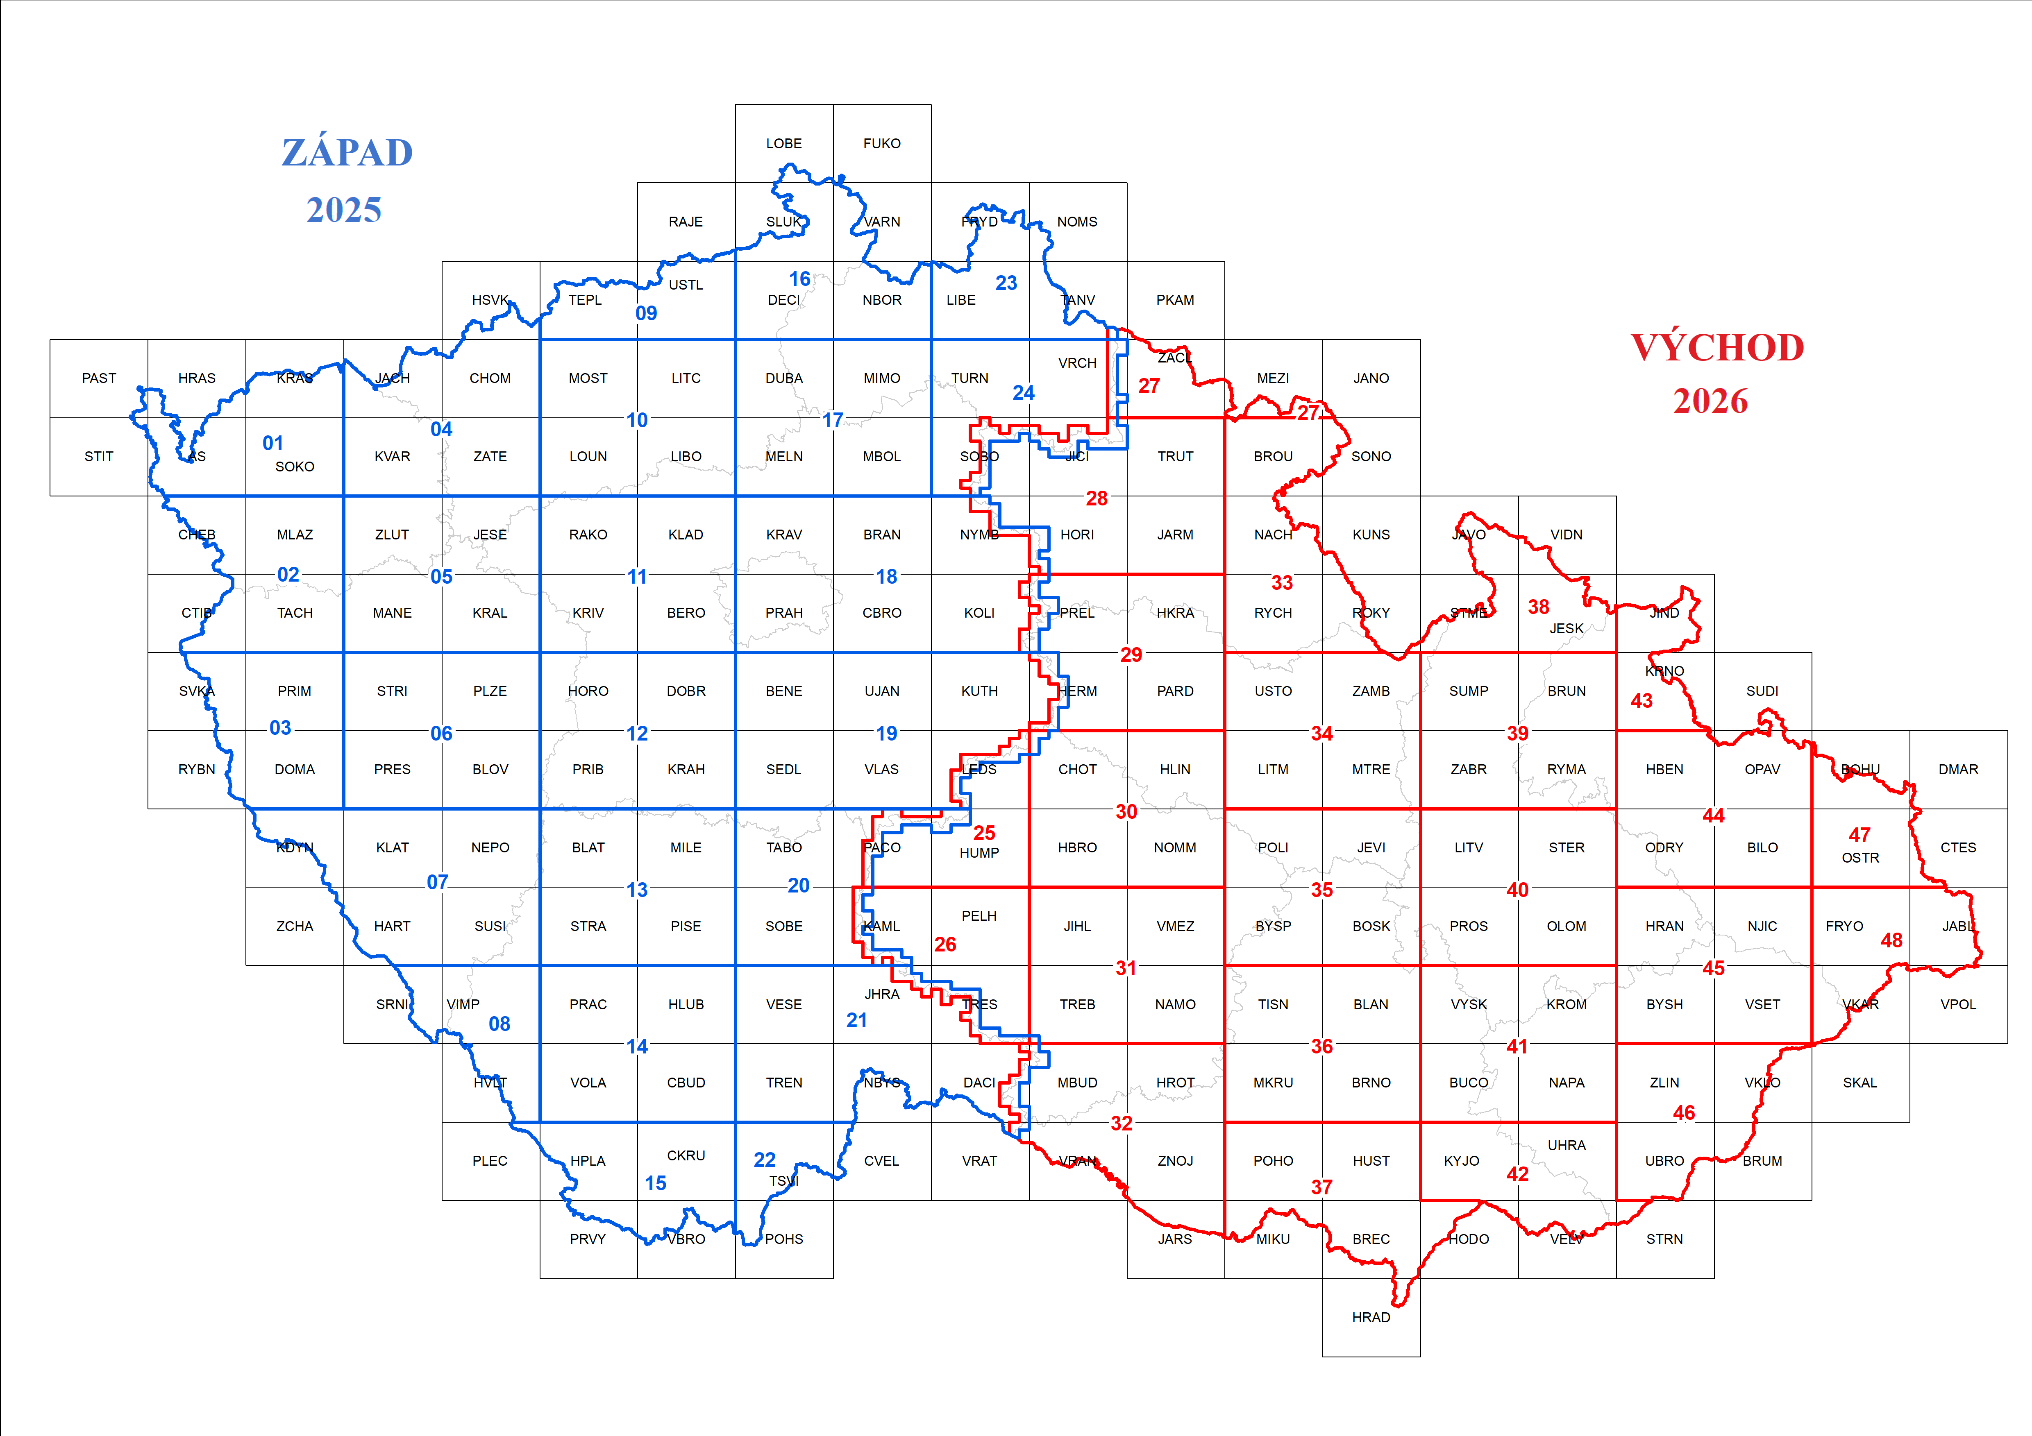 ZÁPAD
2025
VÝCHOD
2026
LOBE FUKO
RAJE SLUK VARN FRYD NOMS
16 23
HSVK TEPL USTL DECI NBOR LIBE TANV PKAM
09
PAST HRAS KRAS JACH CHOM MOST LITC DUBA MIMO TURN VRCH ZACL MEZI JANO
24 27
01 04 10 17 27
STIT AS SOKO KVAR ZATE LOUN LIBO MELN MBOL SOBO JICI TRUT BROU SONO
28
CHEB MLAZ ZLUT JESE RAKO KLAD KRAV BRAN NYMB HORI JARM NACH KUNS JAVO VIDN
02 05 11 18 33
CTIB TACH MANE KRAL KRIV BERO PRAH CBRO KOLI PREL HKRA RYCH ROKY STME 38 JESK JIND
29
SVKA PRIM STRI PLZE HORO DOBR BENE UJAN KUTH HERM PARD USTO ZAMB SUMP BRUN KRNO SUDI
43
03 06 12 19 34 39
RYBN DOMA PRES BLOV PRIB KRAH SEDL VLAS LEDS CHOT HLIN LITM MTRE ZABR RYMA HBEN OPAV BOHU DMAR
30 44
25 47
KDYN KLAT NEPO BLAT MILE TABO PACO HUMP HBRO NOMM POLI JEVI LITV STER ODRY BILO OSTR CTES
07 13 20 35 40
ZCHA HART SUSI STRA PISE SOBE KAML PELH JIHL VMEZ BYSP BOSK PROS OLOM HRAN NJIC FRYO JABL
26 48
31 45
SRNI VIMP PRAC HLUB VESE JHRA TRES TREB NAMO TISN BLAN VYSK KROM BYSH VSET VKAR VPOL
08 21
14 36 41
HVLT VOLA CBUD TREN NBYS DACI MBUD HROT MKRU BRNO BUCO NAPA ZLIN VKLO SKAL
32 46
PLEC HPLA CKRU 22 TSVI CVEL VRAT VRAN ZNOJ POHO HUST KYJO UHRA UBRO BRUM
15 37 42
PRVY VBRO POHS JARS MIKU BREC HODO VELV STRN
HRAD